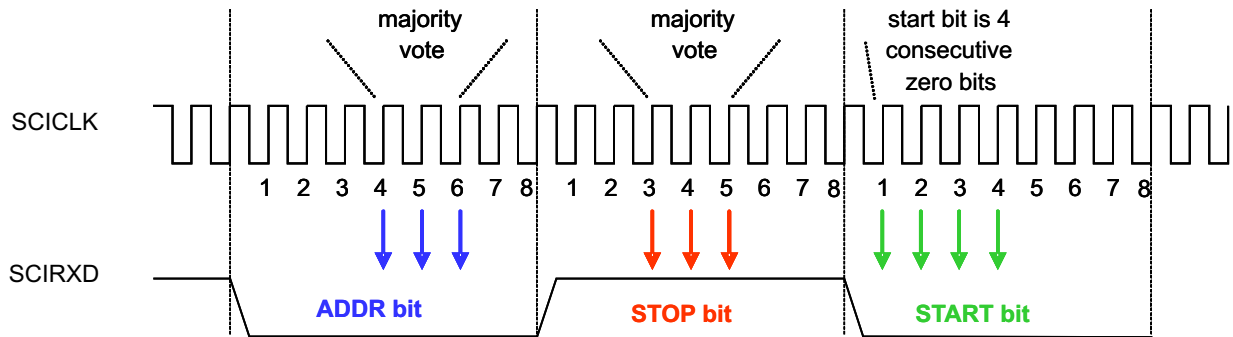 majority
vote
majority
vote
start bit is 4
consecutive
zero bits
SCICLK
1 2 3 4 5 6 7 8 1 2 3 4 5 6 7 8 1 2 3 4 5 6 7 8
SCIRXD
ADDR bit STOP bit START bit